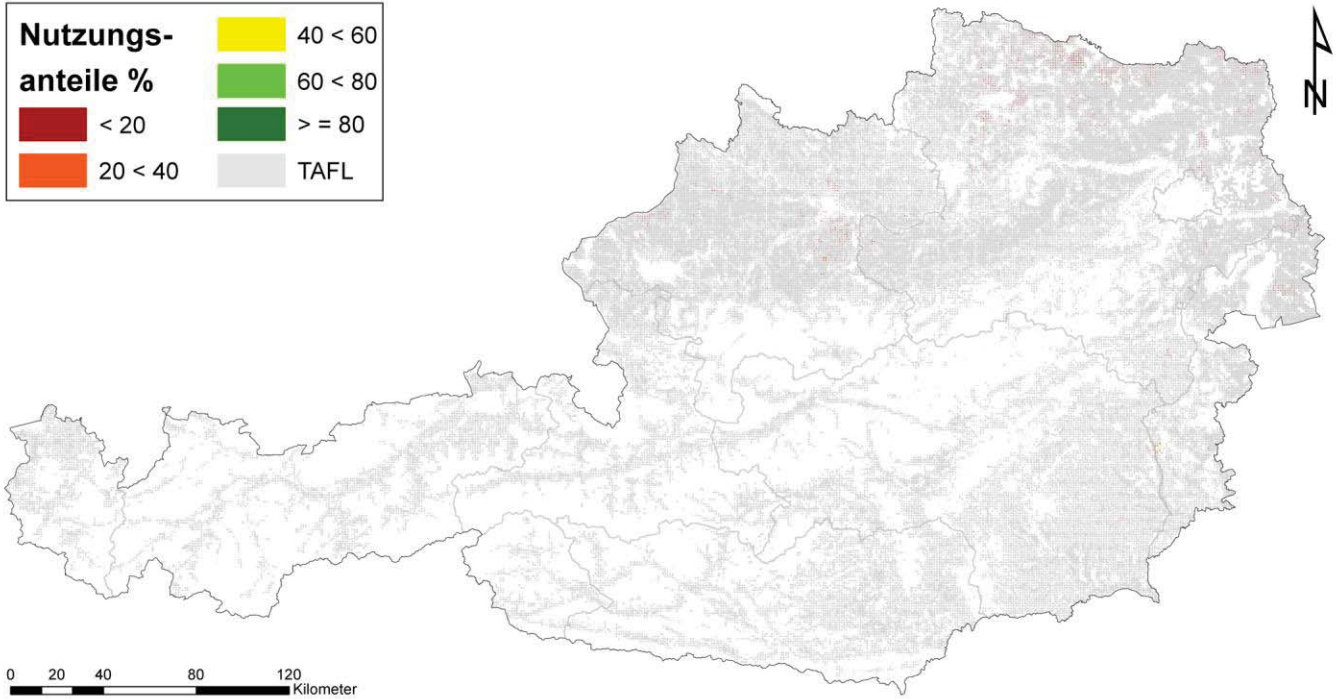 Nutzungs-
anteile %
< 20
20 < 40
40 < 60
60 < 80
> = 80
TAFL
N
0 20 40 80 120
Kilometer